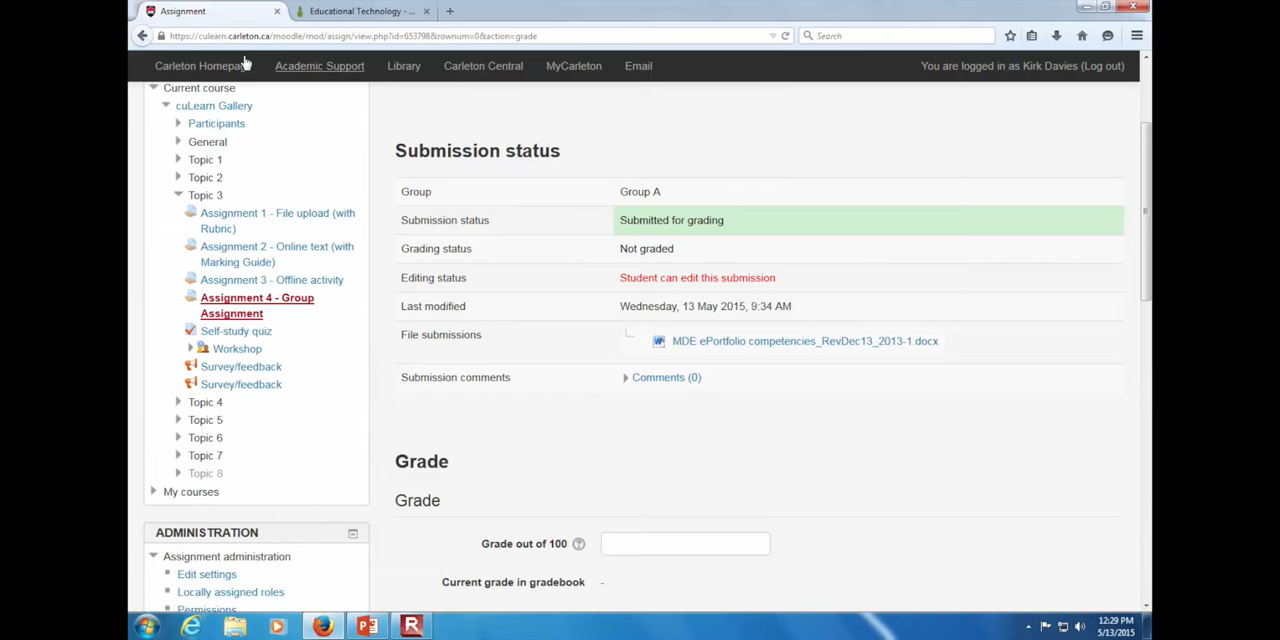 Assignment
Educational Technology - ...
https://culearn.carleton.ca/moodle/mod/assign/view.php?id=653798&rownum=0&action=grade
Search
Carleton Homepage
Academic Support
Library
Carleton Central
MyCarleton
Email
You are logged in as Kirk Davies (Log out)
Current course
cuLearn Gallery
Participants
General
Topic 1
Topic 2
Topic 3
Assignment 1 - File upload (with
Rubric)
Assignment 2 - Online text (with
Marking Guide)
Assignment 3 - Offline activity
Assignment 4 - Group
Assignment
Self-study quiz
Workshop
Survey/feedback
Survey/feedback
Topic 4
Topic 5
Topic 6
Topic 7
Topic 8
My courses
ADMINISTRATION
Assignment administration
Edit settings
Locally assigned roles
Permissions
Submission status
Group Group A
Submission status Submitted for grading
Grading status Not graded
Editing status Student can edit this submission
Last modified Wednesday, 13 May 2015, 9:34 AM
File submissions MDE ePortfolio competencies_RevDec13_2013-1.docx
Submission comments Comments (0)
Grade
Grade
Grade out of 100
Current grade in gradebook -
12:29 PM
5/13/2015